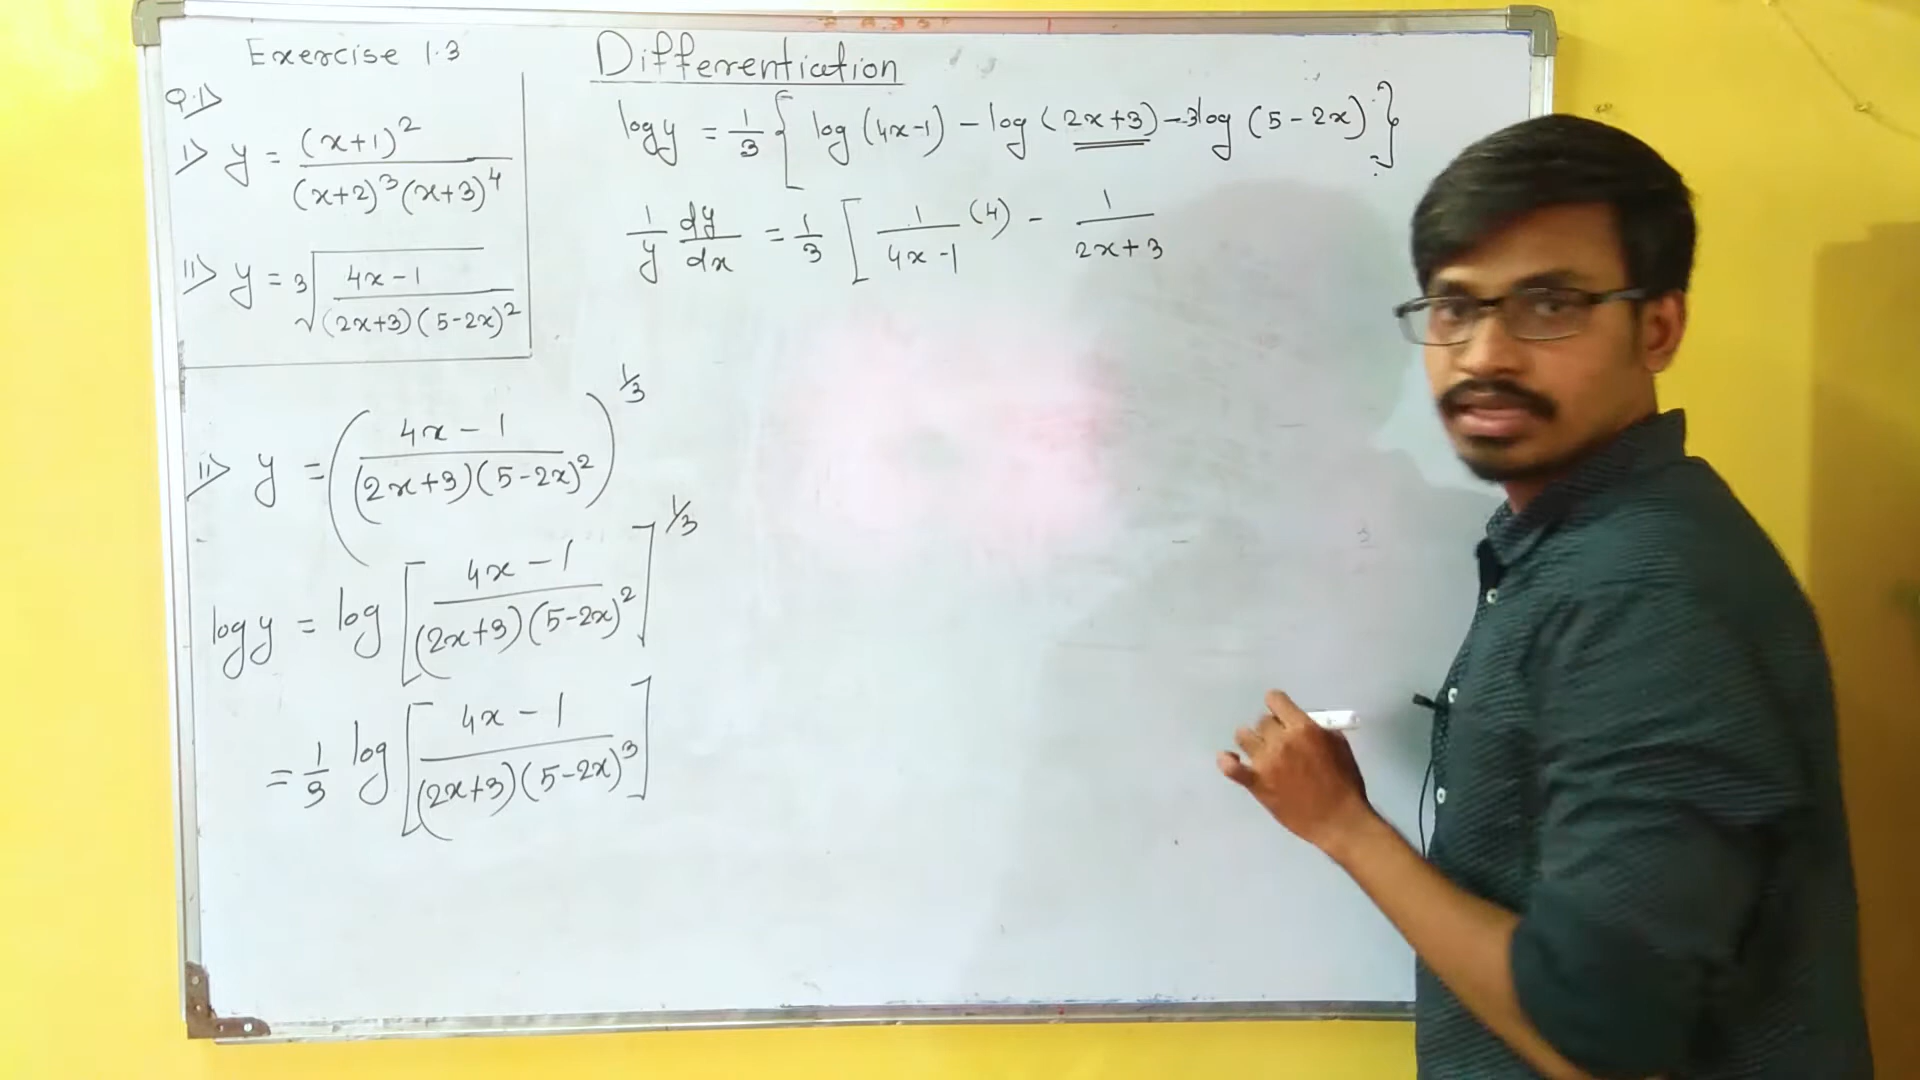 Exercise 1.3
Q.1>
I> y = (x+1)^2 / (x+2)^3 (x+3)^4
II> y = ∛ 4x-1 / (2x+3)(5-2x)^2
II> y = ( 4x-1 / (2x+3)(5-2x)^2 )^1/3
log y = log [ 4x-1 / (2x+3)(5-2x)^2 ]^1/3
= 1/3 log [ 4x-1 / (2x+3)(5-2x)^3 ]
Differentiation
log y = 1/3 { log (4x-1) - log (2x+3) - 3log (5-2x) }
1/y dy/dx = 1/3 [ 1/4x-1 (4) - 1/2x+3